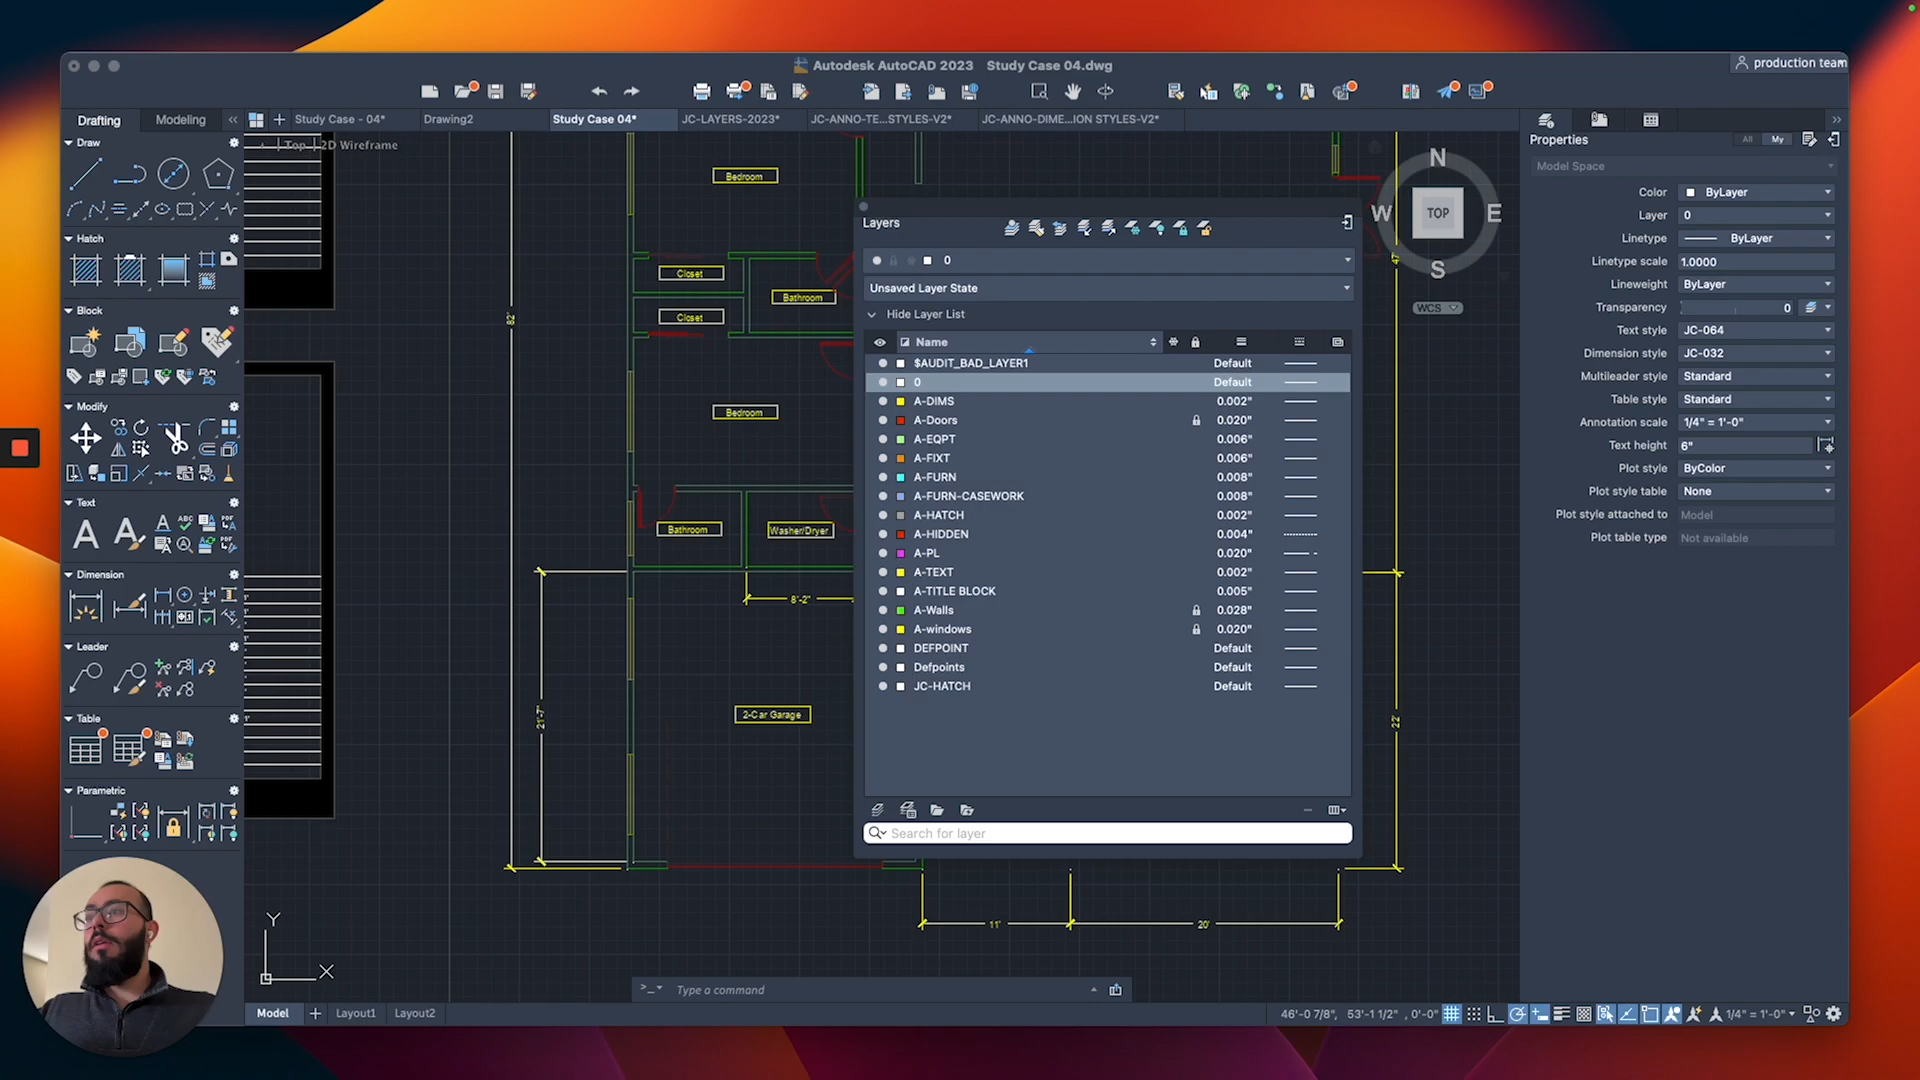 Autodesk AutoCAD 2023 Study Case 04.dwg
production team
Drafting
Modeling
Study Case - 04*
Drawing2
Study Case 04*
JC-LAYERS-2023*
JC-ANNO-TE...STYLES-V2*
JC-ANNO-DIME...ION STYLES-V2*
Draw
Hatch
Block
Modify
Text
Dimension
Leader
Table
Parametric
Top 2D Wireframe
Bedroom
Closet
Bathroom
Closet
Bedroom
Bathroom
Washer/Dryer
2-Car Garage
82'
8'-2"
21'-7"
47'
22'
11'
20'
N
W
TOP
E
S
WCS
Y
X
Layers
0
Unsaved Layer State
Hide Layer List
Name
$AUDIT_BAD_LAYER1 Default
0 Default
A-DIMS 0.002"
A-Doors 0.020"
A-EQPT 0.006"
A-FIXT 0.006"
A-FURN 0.008"
A-FURN-CASEWORK 0.008"
A-HATCH 0.002"
A-HIDDEN 0.004"
A-PL 0.020"
A-TEXT 0.002"
A-TITLE BLOCK 0.005"
A-Walls 0.028"
A-windows 0.020"
DEFPOINT Default
Defpoints Default
JC-HATCH Default
Search for layer
Properties
All
My
Model Space
Color ByLayer
Layer 0
Linetype ByLayer
Linetype scale 1.0000
Lineweight ByLayer
Transparency 0
Text style JC-064
Dimension style JC-032
Multileader style Standard
Table style Standard
Annotation scale 1/4" = 1'-0"
Text height 6"
Plot style ByColor
Plot style table None
Plot style attached to Model
Plot table type Not available
>_ Type a command
Model
Layout1
Layout2
46'-0 7/8", 53'-1 1/2" , 0'-0"
1/4" = 1'-0"